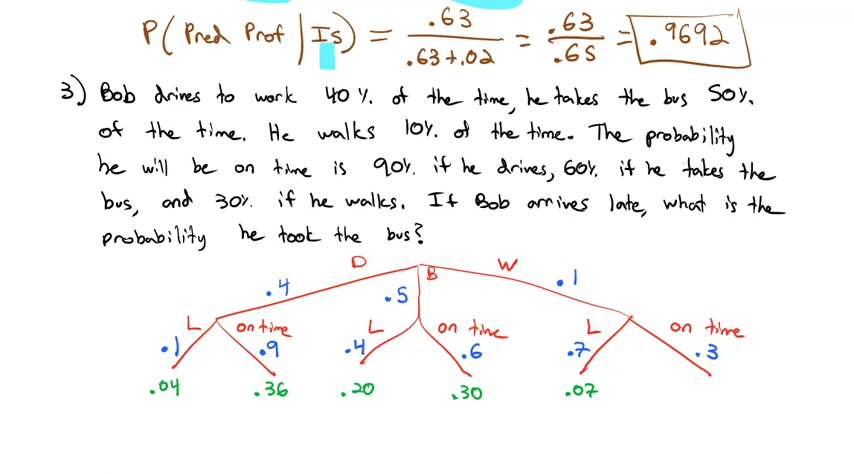 P( Pred Prof | Is ) = .63 / .63+.02 = .63 / .65 = .9692
3) Bob drives to work 40%. of the time, he takes the bus 50%.
of the time. He walks 10%. of the time. The probability
he will be on time is 90%. if he drives, 60%. if he takes the
bus, and 30%. if he walks. If Bob arrives late, what is the
probability he took the bus?
D B W
.4 .5 .1
L on time L on time L on time
.1 .9 .4 .6 .7 .3
.04 .36 .20 .30 .07